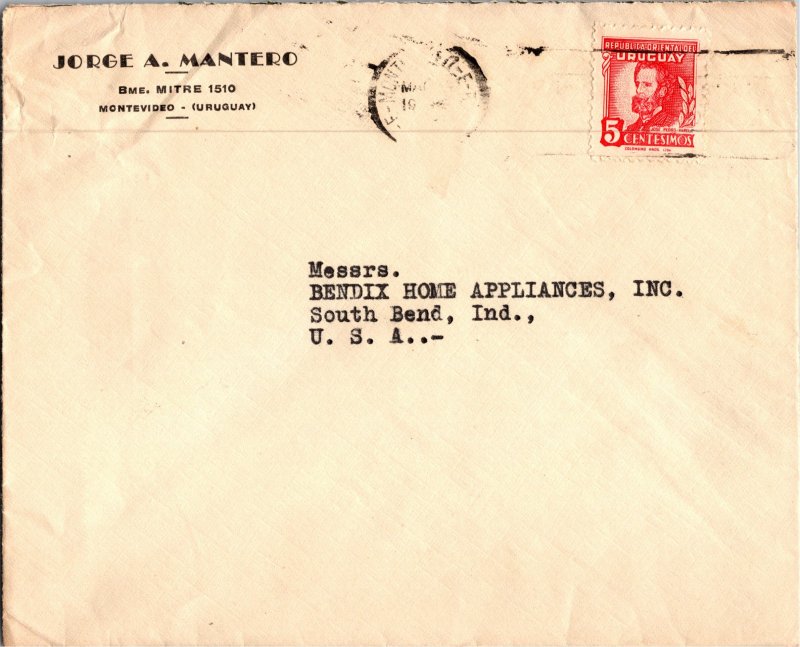 JORGE A. MANTERO
BME. MITRE 1510
MONTEVIDEO - (URUGUAY)
REPUBLICA ORIENTAL DEL
URUGUAY
5 CENTESIMOS
Messrs.
BENDIX HOME APPLIANCES, INC.
South Bend, Ind.,
U. S. A..-